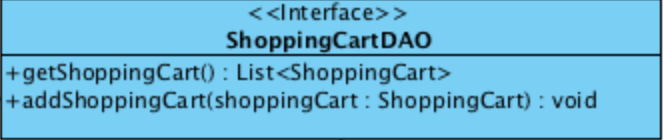 <<Interface>>
ShoppingCartDAO
+getShoppingCart() : List<ShoppingCart>
+addShoppingCart(shoppingCart : ShoppingCart) : void